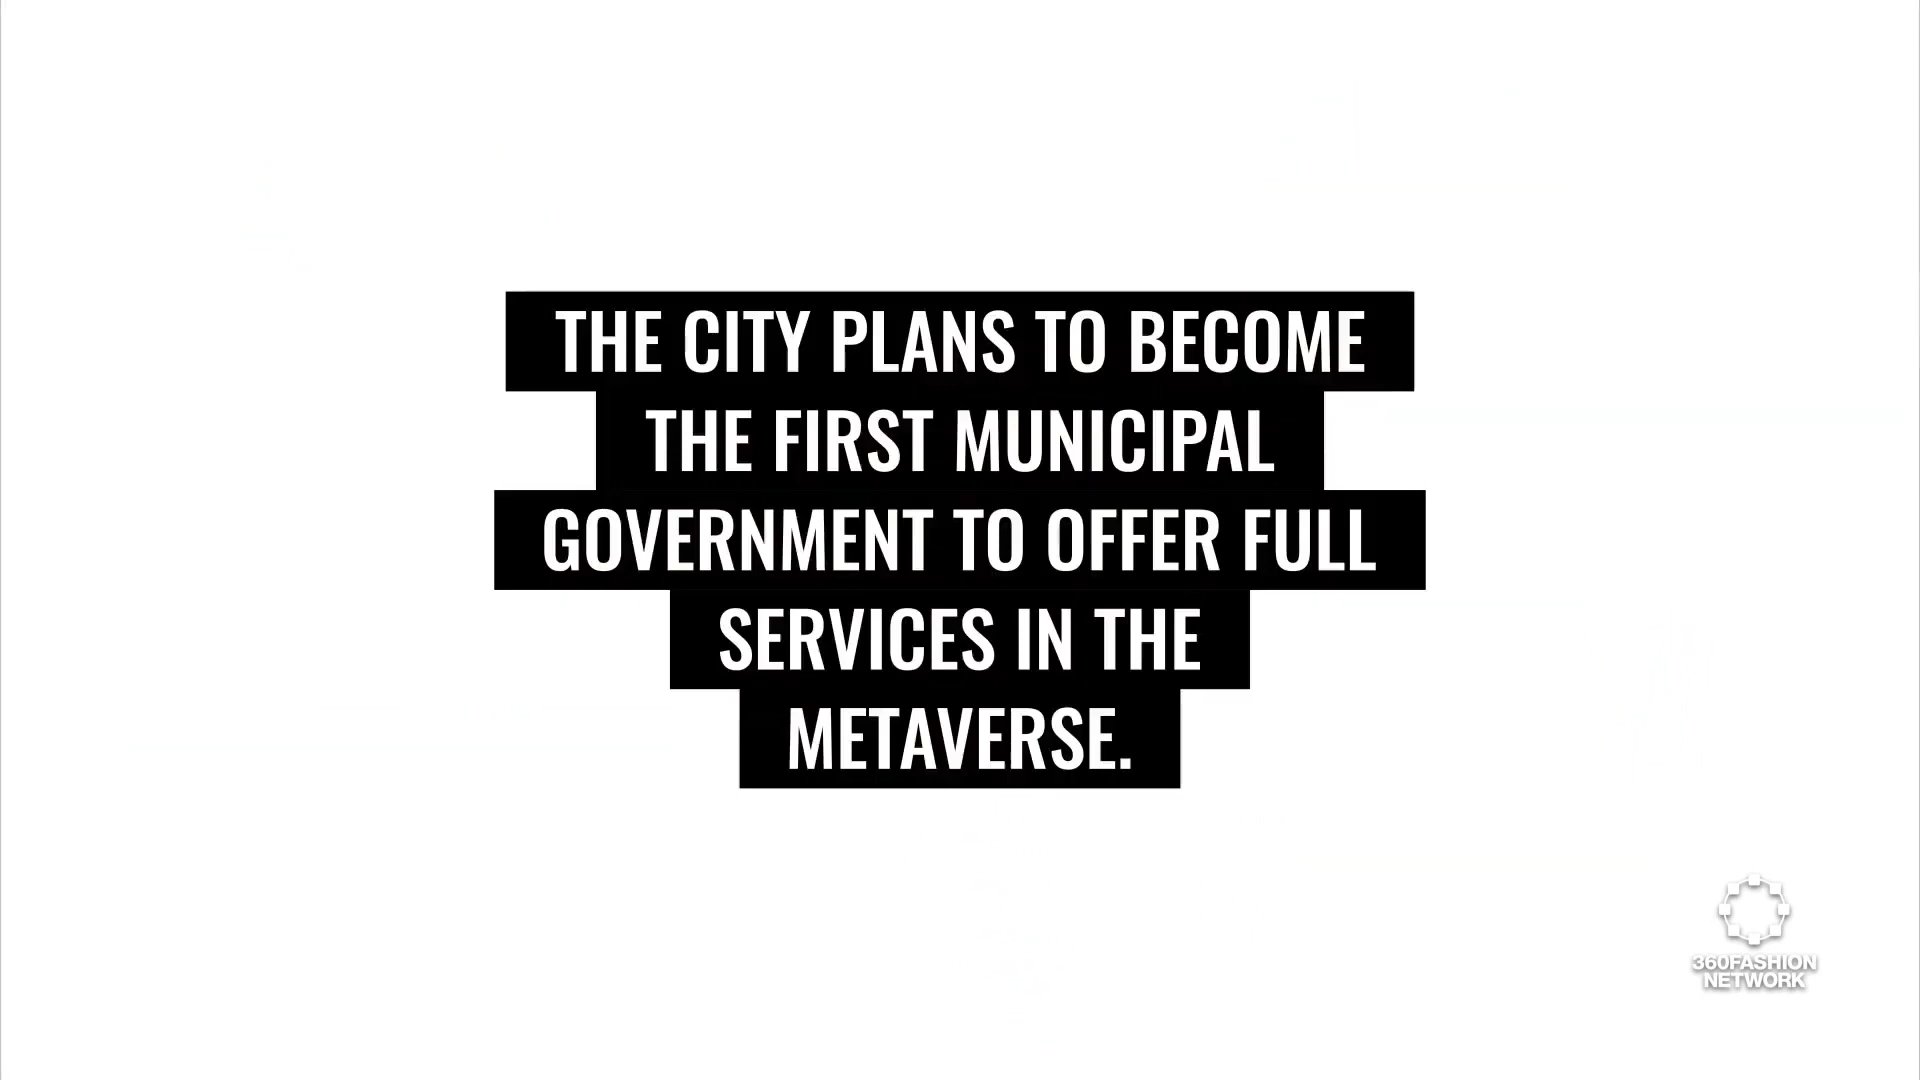 THE CITY PLANS TO BECOME
THE FIRST MUNICIPAL
GOVERNMENT TO OFFER FULL
SERVICES IN THE
METAVERSE.
360FASHION
NETWORK